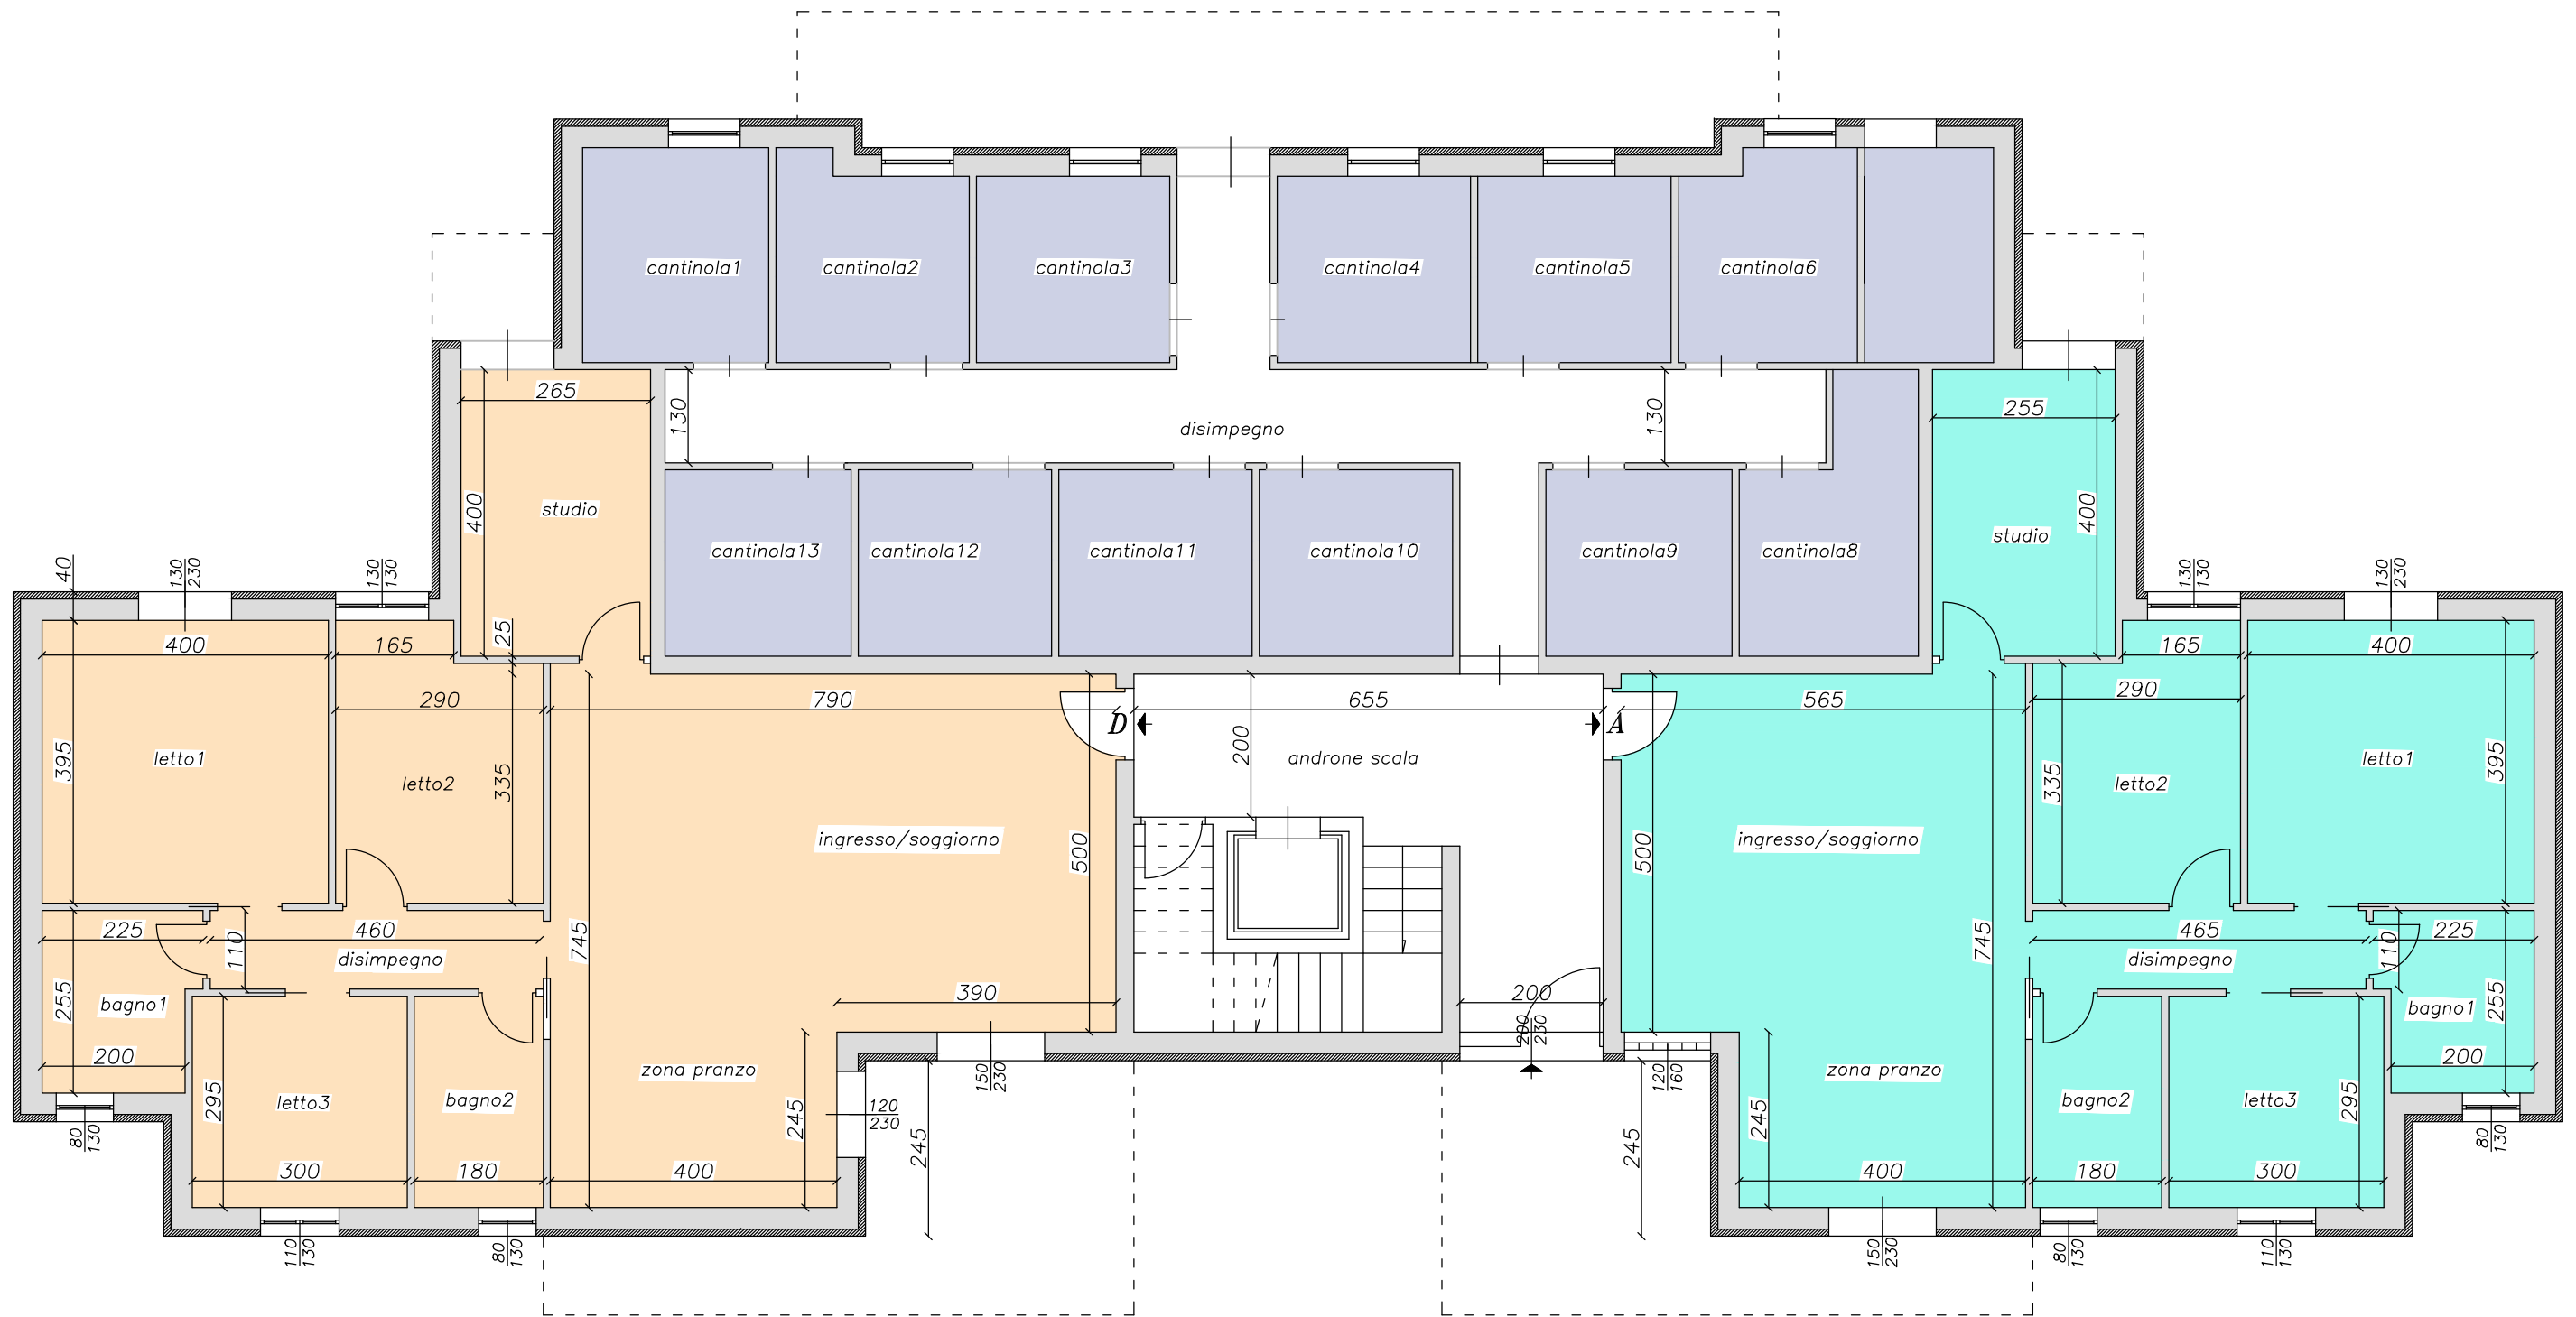 cantinola1 cantinola2 cantinola3 cantinola4 cantinola5 cantinola6
265 130 disimpegno 130 255
400 studio 400 studio
cantinola13 cantinola12 cantinola11 cantinola10 cantinola9 cantinola8
40 130 230 130 130 130 130 130 230
400 165 25 165 400
290 790 655 565 290
D A
395 letto1 letto2 335 200 androne scala 335 letto2 letto1 395
ingresso/soggiorno 500 500 ingresso/soggiorno
225 460 745 745 465 225
110 disimpegno disimpegno 110
255 bagno1 390 200 bagno1 255
200 230
200 zona pranzo 150 230 120 160 zona pranzo 200
295 letto3 bagno2 245 120 230 245 245 245 bagno2 letto3 295
80 130 80 130
300 180 400 400 180 300
110 130 80 130 150 230 80 130 110 130